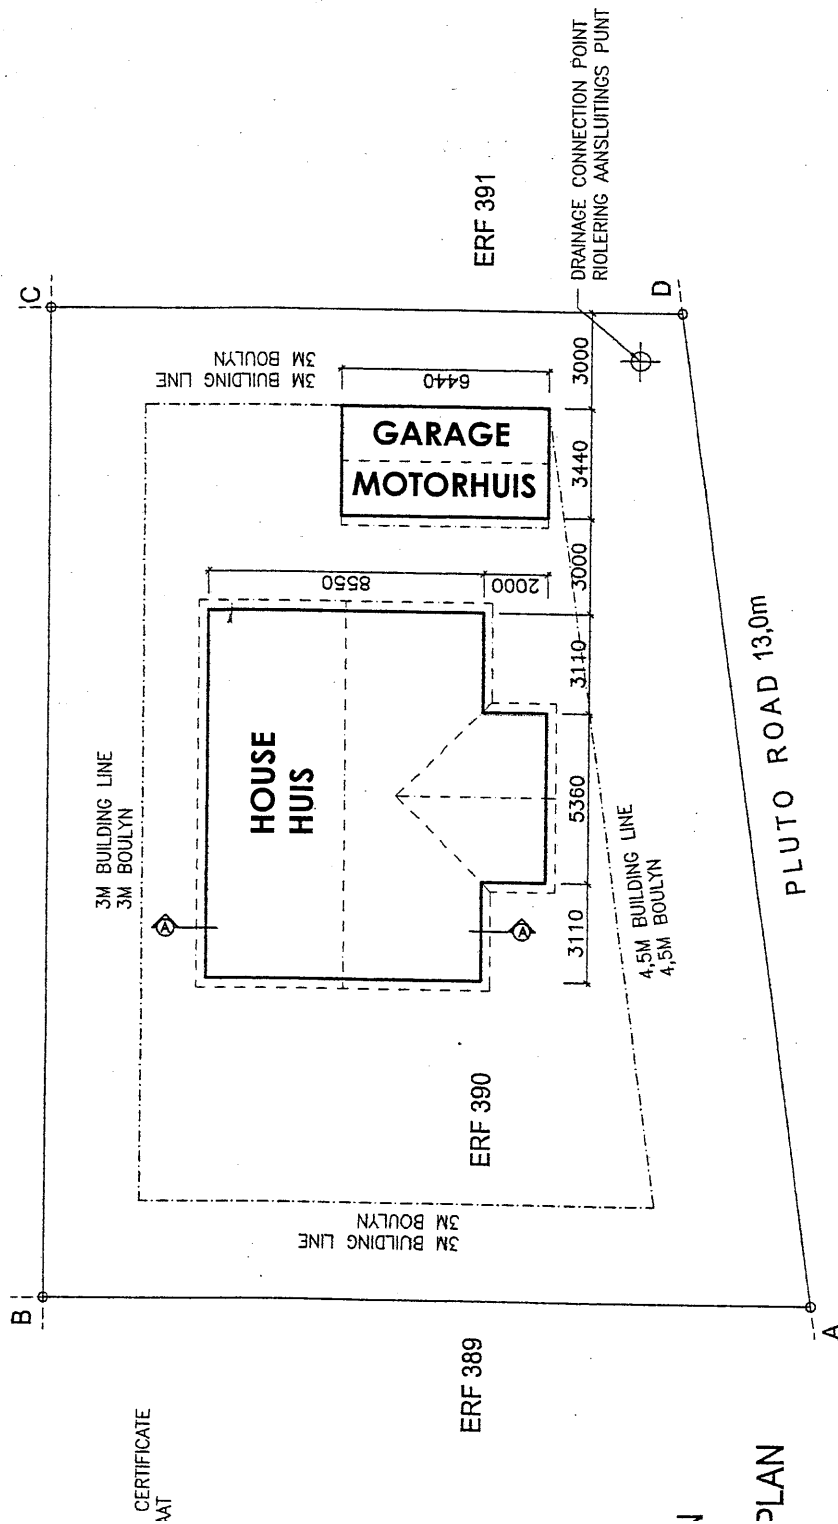 B
C
3M BUILDING LINE
3M BOULYN
3M BUILDING LINE
3M BOULYN
3M BUILDING LINE
3M BOULYN
CERTIFICATE
AAT
A
HOUSE
HUIS
A
8550
2000
GARAGE
MOTORHUIS
6440
ERF 389
ERF 390
ERF 391
3110
5360
3110
3000
3440
3000
DRAINAGE CONNECTION POINT
RIOLERING AANSLUITINGS PUNT
4,5M BUILDING LINE
4,5M BOULYN
D
A
PLUTO ROAD 13,0m
N
PLAN